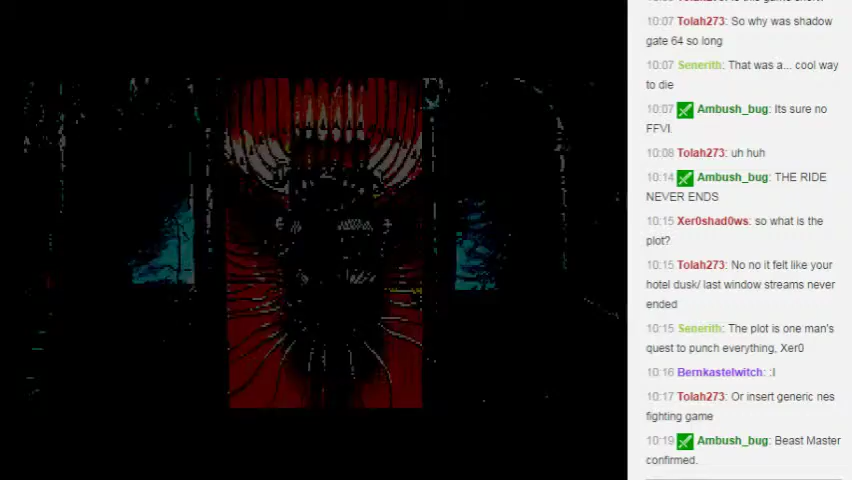 10:07 Tolah273: So why was shadow
gate 64 so long
10:07 Senerith: That was a... cool way
to die
10:07 Ambush_bug: Its sure no
FFVI.
10:08 Tolah273: uh huh
10:14 Ambush_bug: THE RIDE
NEVER ENDS
10:15 Xer0shad0ws: so what is the
plot?
10:15 Tolah273: No no it felt like your
hotel dusk/ last window streams never
ended
10:15 Senerith: The plot is one man's
quest to punch everything, Xer0
10:16 Bernkastelwitch: :I
10:17 Tolah273: Or insert generic nes
fighting game
10:19 Ambush_bug: Beast Master
confirmed.